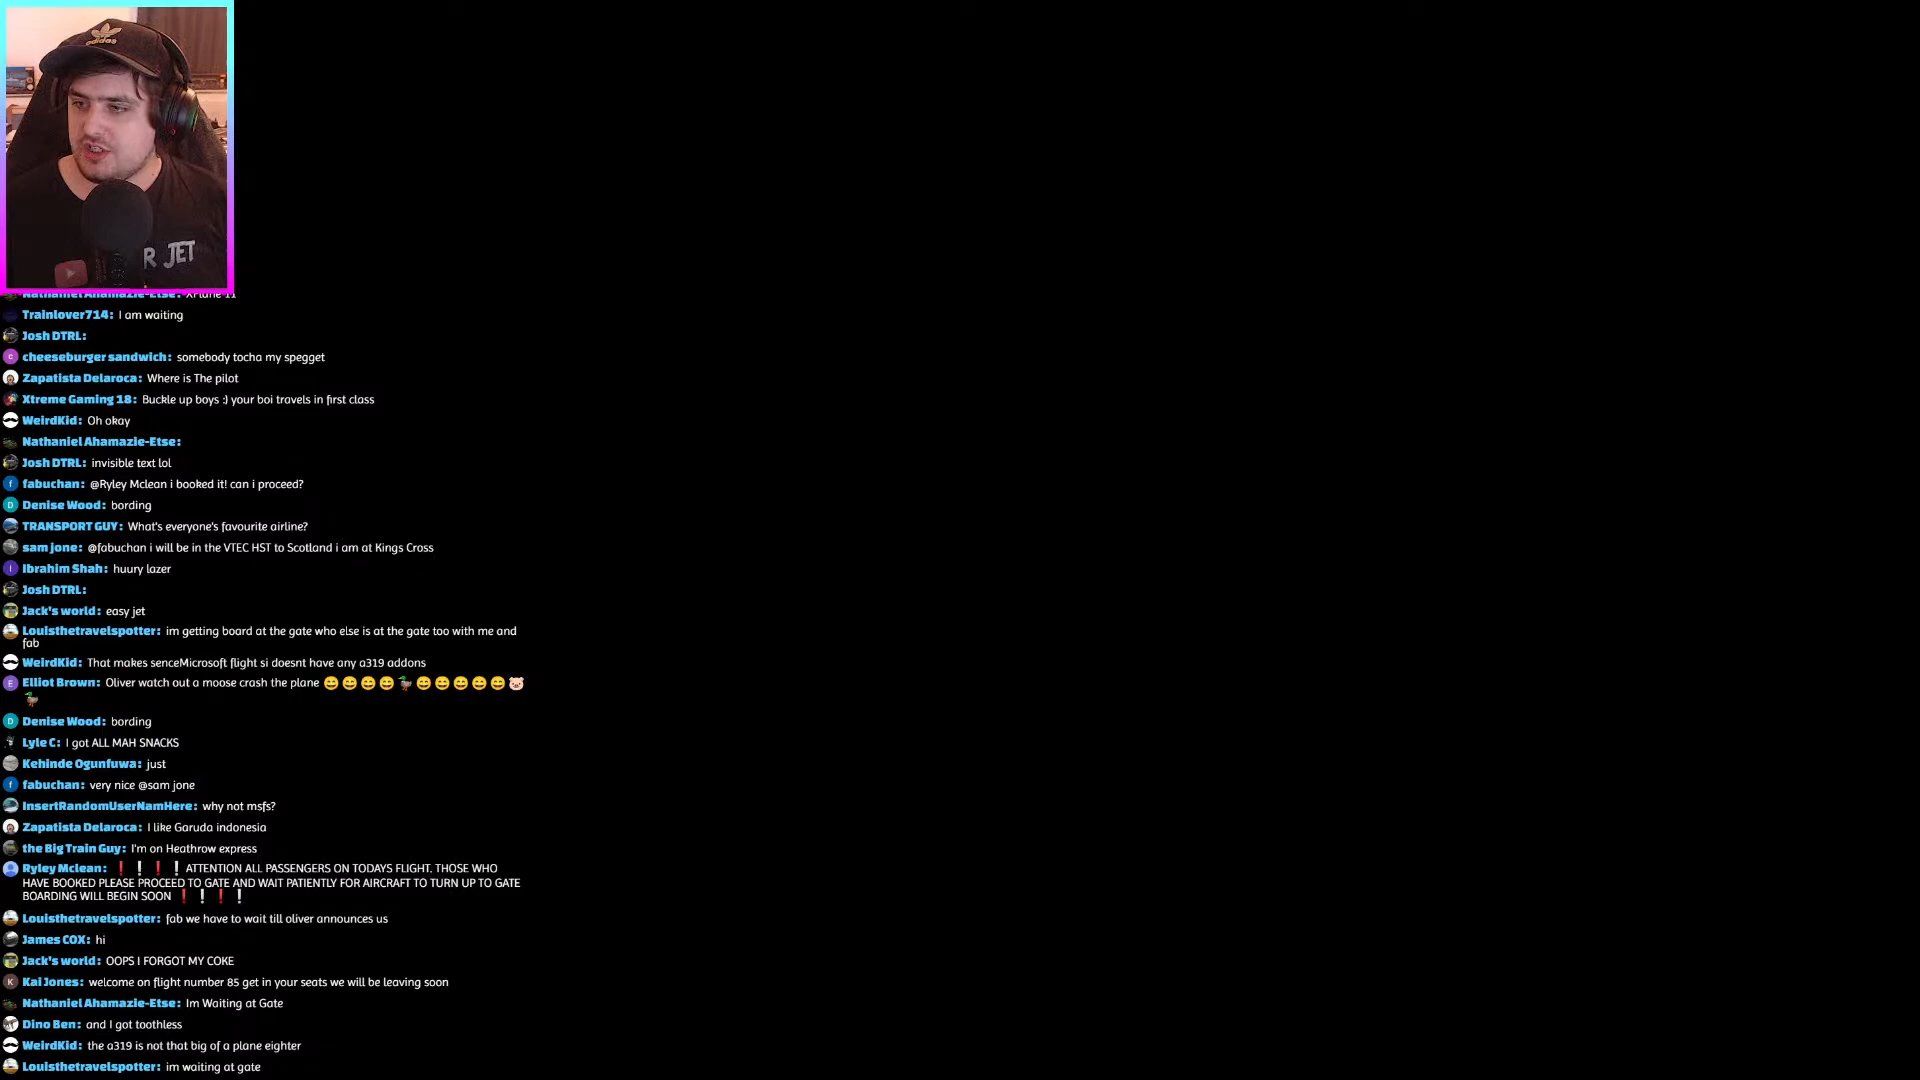 adidas
R JET
Nathaniel Ahamazie-Etse: XPlane 11
Trainlover714: I am waiting
Josh DTRL:
cheeseburger sandwich: somebody tocha my spegget
Zapatista Delaroca: Where is The pilot
Xtreme Gaming 18: Buckle up boys :) your boi travels in first class
WeirdKid: Oh okay
Nathaniel Ahamazie-Etse:
Josh DTRL: invisible text lol
fabuchan: @Ryley Mclean i booked it! can i proceed?
Denise Wood: bording
TRANSPORT GUY: What's everyone's favourite airline?
sam jone: @fabuchan i will be in the VTEC HST to Scotland i am at Kings Cross
Ibrahim Shah: huury lazer
Josh DTRL:
Jack's world: easy jet
Louisthetravelspotter: im getting board at the gate who else is at the gate too with me and
fab
WeirdKid: That makes senceMicrosoft flight si doesnt have any a319 addons
Elliot Brown: Oliver watch out a moose crash the plane 😄😄😄😄🦆😄😄😄😄😄🐷
🦆
Denise Wood: bording
Lyle C: I got ALL MAH SNACKS
Kehinde Ogunfuwa: just
fabuchan: very nice @sam jone
InsertRandomUserNamHere: why not msfs?
Zapatista Delaroca: I like Garuda indonesia
the Big Train Guy: I'm on Heathrow express
Ryley Mclean: ❗❕❗❕ATTENTION ALL PASSENGERS ON TODAYS FLIGHT. THOSE WHO
HAVE BOOKED PLEASE PROCEED TO GATE AND WAIT PATIENTLY FOR AIRCRAFT TO TURN UP TO GATE
BOARDING WILL BEGIN SOON ❗❕❗❕
Louisthetravelspotter: fab we have to wait till oliver announces us
James COX: hi
Jack's world: OOPS I FORGOT MY COKE
Kai Jones: welcome on flight number 85 get in your seats we will be leaving soon
Nathaniel Ahamazie-Etse: Im Waiting at Gate
Dino Ben: and I got toothless
WeirdKid: the a319 is not that big of a plane eighter
Louisthetravelspotter: im waiting at gate